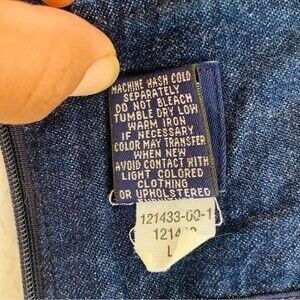 MACHINE WASH COLD
SEPARATELY
DO NOT BLEACH
TUMBLE DRY LOW
WARM IRON
IF NECESSARY
COLOR MAY TRANSFER
WHEN NEW
AVOID CONTACT WITH
LIGHT COLORED
CLOTHING
OR UPHOLSTERED
121433-00-1
L